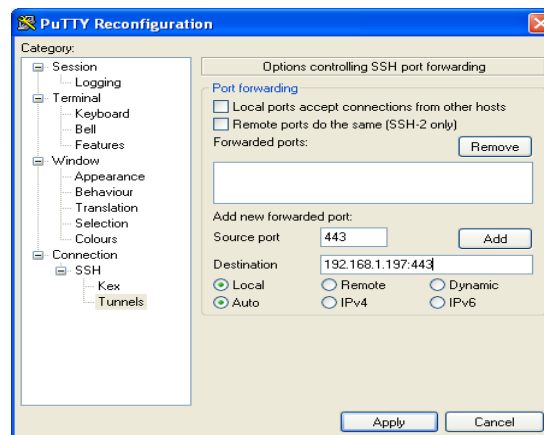 PuTTY Reconfiguration
Category:
Session
Logging
Terminal
Keyboard
Bell
Features
Window
Appearance
Behaviour
Translation
Selection
Colours
Connection
SSH
Kex
Tunnels
Options controlling SSH port forwarding
Port forwarding
Local ports accept connections from other hosts
Remote ports do the same (SSH-2 only)
Forwarded ports:
Remove
Add new forwarded port:
Source port 443 Add
Destination 192.168.1.197:443
Local Remote Dynamic
Auto IPv4 IPv6
Apply Cancel